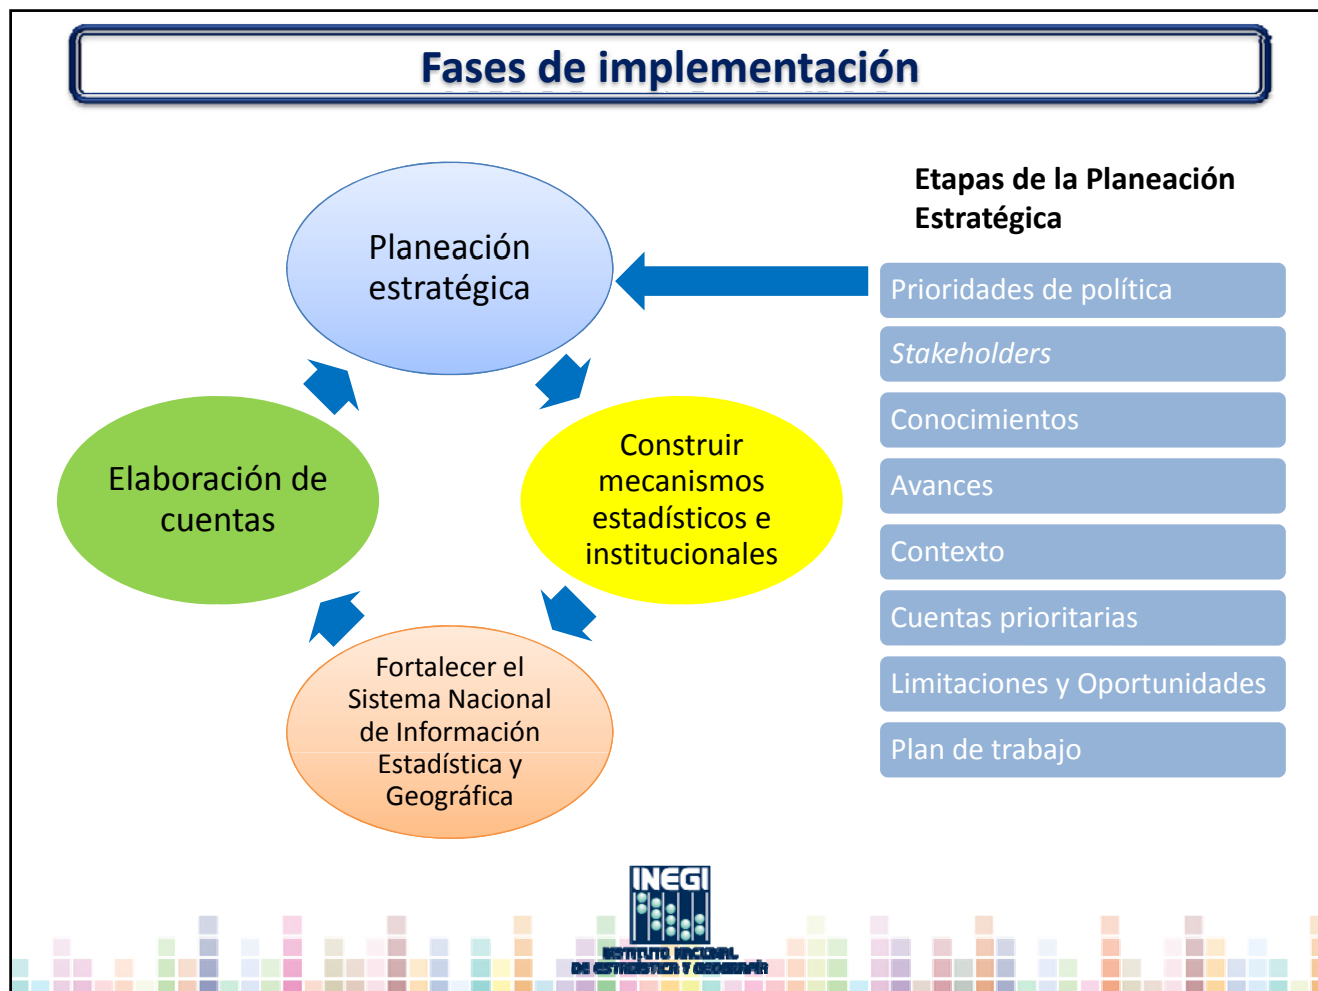 Fases de implementación
Planeación
estratégica
Construir
mecanismos
estadísticos e
institucionales
Fortalecer el
Sistema Nacional
de Información
Estadística y
Geográfica
Elaboración de
cuentas
Etapas de la Planeación
Estratégica
Prioridades de política
Stakeholders
Conocimientos
Avances
Contexto
Cuentas prioritarias
Limitaciones y Oportunidades
Plan de trabajo
INEGI
INSTITUTO NACIONAL
DE ESTADÍSTICA Y GEOGRAFÍA